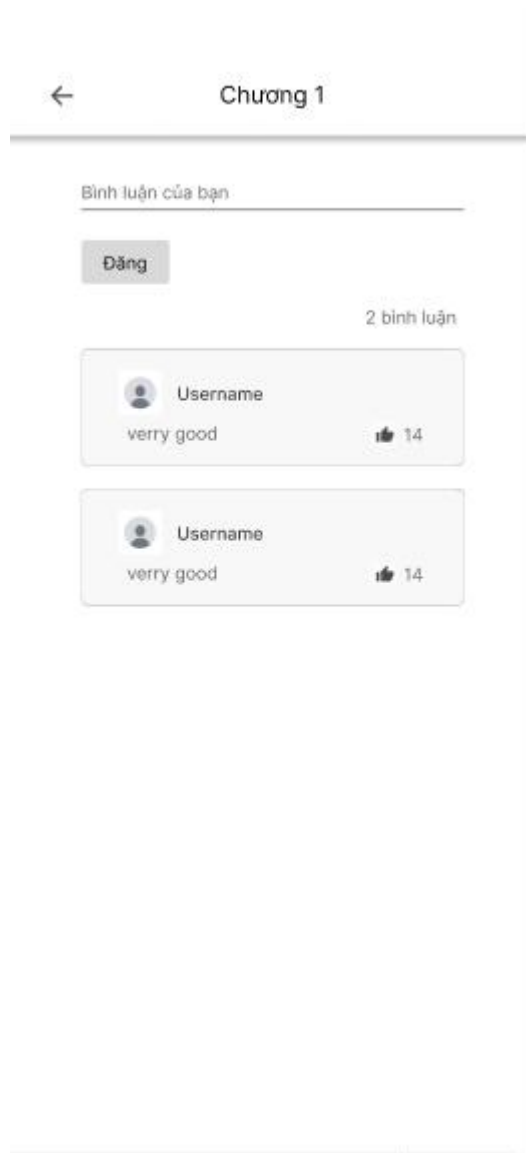 Chương 1
Bình luận của bạn
Đăng
2 bình luận
Username
verry good 14
Username
verry good 14